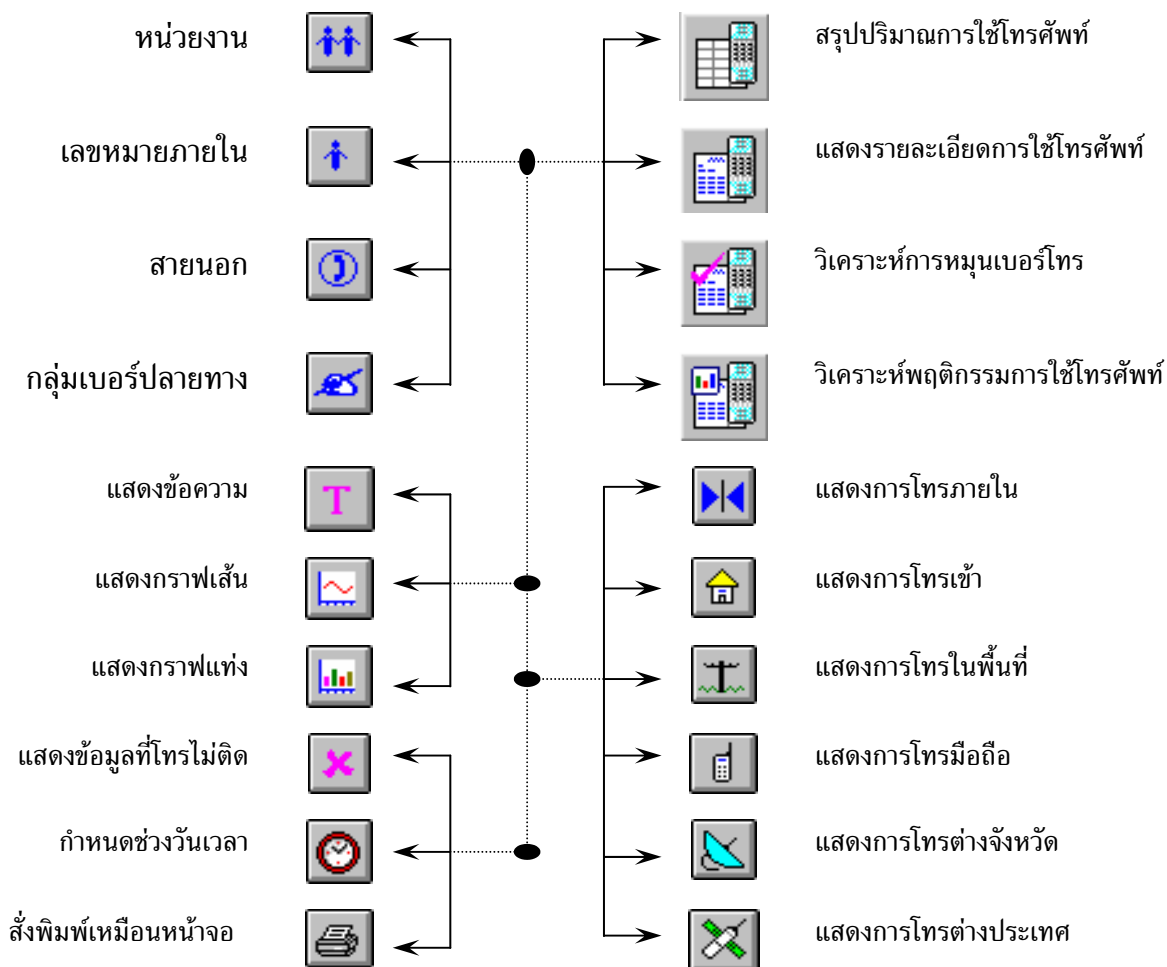 หน่วยงาน
สรุปปริมาณการใช้โทรศัพท์
เลขหมายภายใน
แสดงรายละเอียดการใช้โทรศัพท์
สายนอก
วิเคราะห์การหมุนเบอร์โทร
กลุ่มเบอร์ปลายทาง
วิเคราะห์พฤติกรรมการใช้โทรศัพท์
แสดงข้อความ
T
แสดงการโทรภายใน
แสดงกราฟเส้น
แสดงการโทรเข้า
แสดงกราฟแท่ง
แสดงการโทรในพื้นที่
แสดงข้อมูลที่โทรไม่ติด
แสดงการโทรมือถือ
กำหนดช่วงวันเวลา
แสดงการโทรต่างจังหวัด
สั่งพิมพ์เหมือนหน้าจอ
แสดงการโทรต่างประเทศ